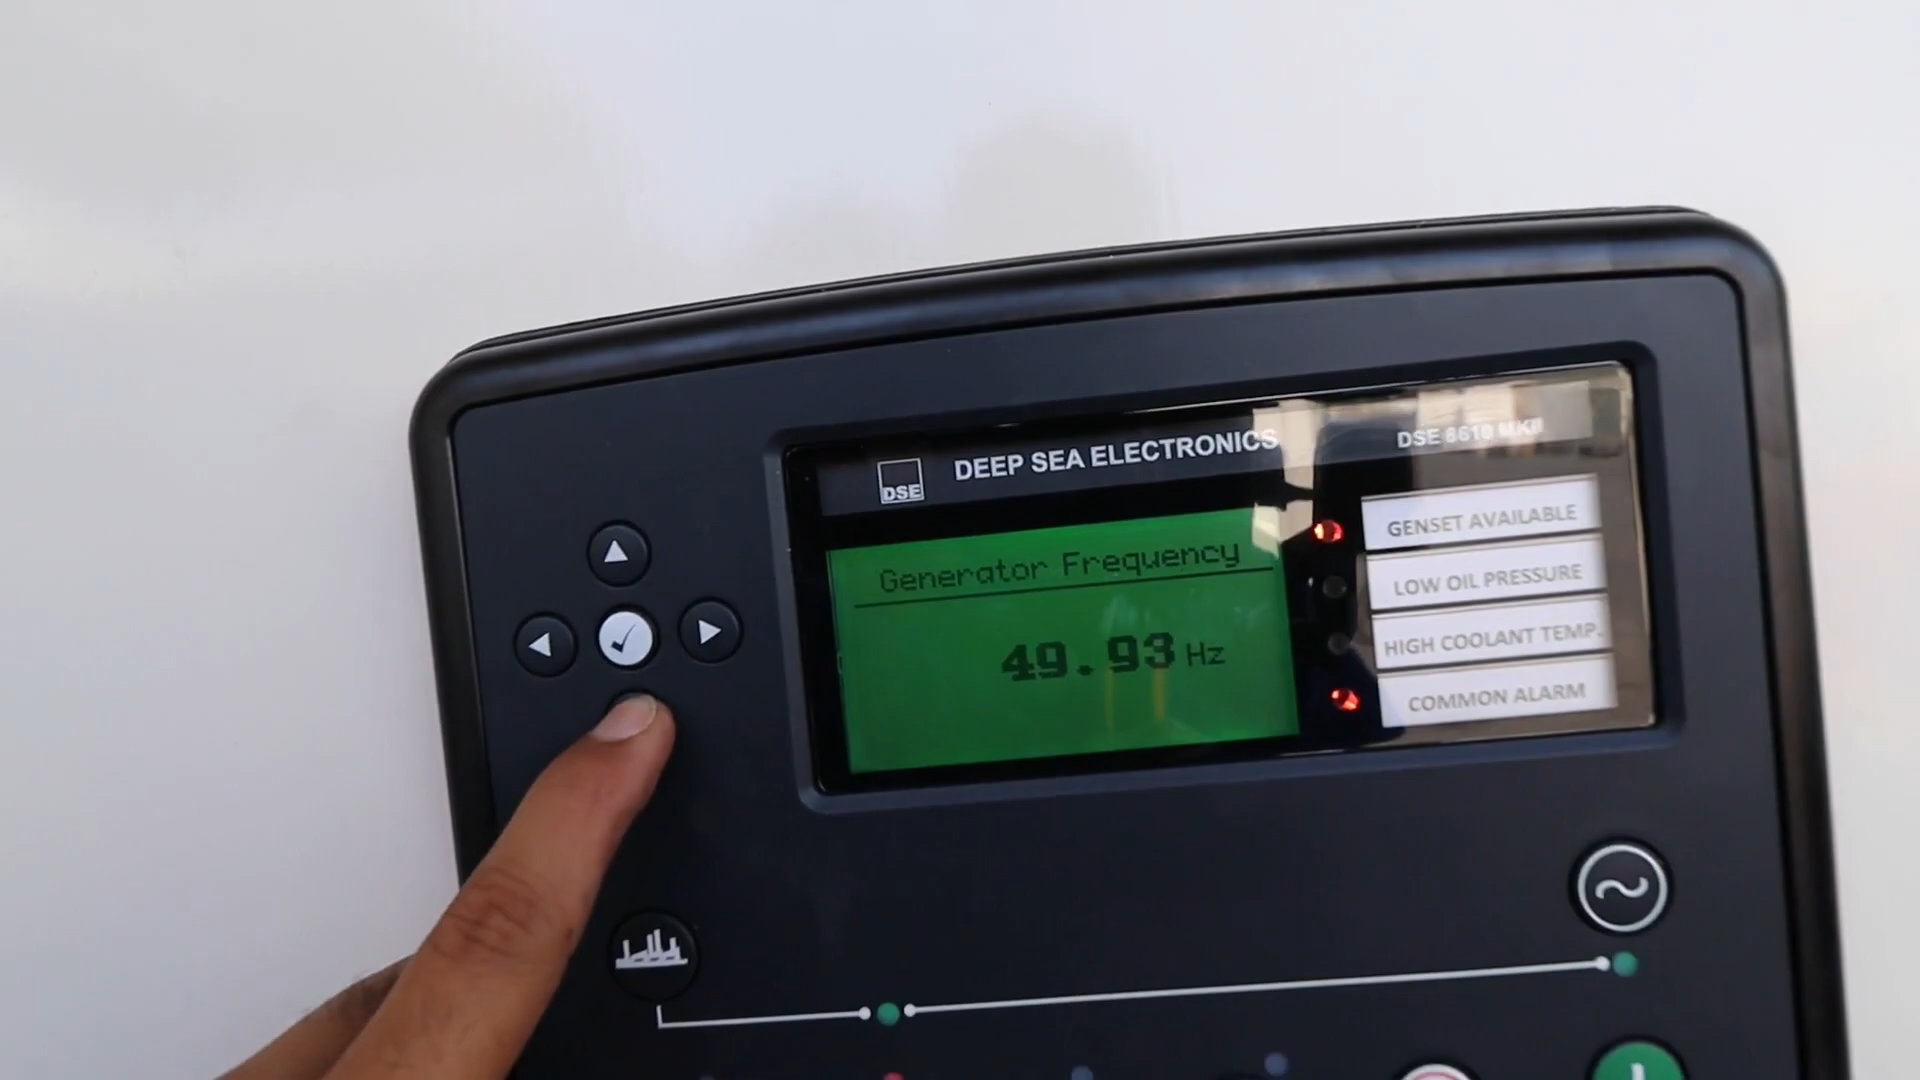 DSE
DEEP SEA ELECTRONICS
DSE 8610 MKII
Generator Frequency
49.93 Hz
GENSET AVAILABLE
LOW OIL PRESSURE
HIGH COOLANT TEMP.
COMMON ALARM